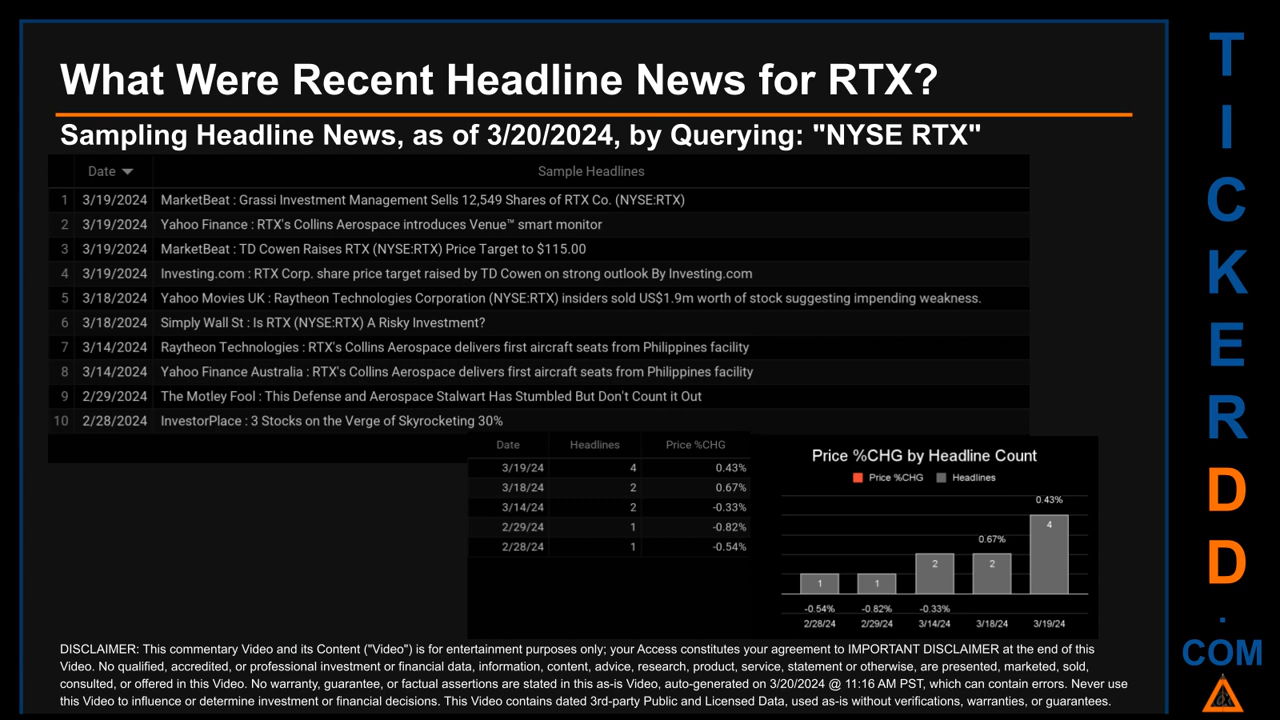 What Were Recent Headline News for RTX?
Sampling Headline News, as of 3/20/2024, by Querying: "NYSE RTX"
Date Sample Headlines
1 3/19/2024 MarketBeat : Grassi Investment Management Sells 12,549 Shares of RTX Co. (NYSE:RTX)
2 3/19/2024 Yahoo Finance : RTX's Collins Aerospace introduces Venue™ smart monitor
3 3/19/2024 MarketBeat : TD Cowen Raises RTX (NYSE:RTX) Price Target to $115.00
4 3/19/2024 Investing.com : RTX Corp. share price target raised by TD Cowen on strong outlook By Investing.com
5 3/18/2024 Yahoo Movies UK : Raytheon Technologies Corporation (NYSE:RTX) insiders sold US$1.9m worth of stock suggesting impending weakness.
6 3/18/2024 Simply Wall St : Is RTX (NYSE:RTX) A Risky Investment?
7 3/14/2024 Raytheon Technologies : RTX's Collins Aerospace delivers first aircraft seats from Philippines facility
8 3/14/2024 Yahoo Finance Australia : RTX's Collins Aerospace delivers first aircraft seats from Philippines facility
9 2/29/2024 The Motley Fool : This Defense and Aerospace Stalwart Has Stumbled But Don't Count it Out
10 2/28/2024 InvestorPlace : 3 Stocks on the Verge of Skyrocketing 30%
Date Headlines Price %CHG
3/19/24 4 0.43%
3/18/24 2 0.67%
3/14/24 2 -0.33%
2/29/24 1 -0.82%
2/28/24 1 -0.54%
Price %CHG by Headline Count
Price %CHG Headlines
0.43%
4
0.67%
2 2
1 1
-0.54% -0.82% -0.33%
2/28/24 2/29/24 3/14/24 3/18/24 3/19/24
DISCLAIMER: This commentary Video and its Content ("Video") is for entertainment purposes only; your Access constitutes your agreement to IMPORTANT DISCLAIMER at the end of this
Video. No qualified, accredited, or professional investment or financial data, information, content, advice, research, product, service, statement or otherwise, are presented, marketed, sold,
consulted, or offered in this Video. No warranty, guarantee, or factual assertions are stated in this as-is Video, auto-generated on 3/20/2024 @ 11:16 AM PST, which can contain errors. Never use
this Video to influence or determine investment or financial decisions. This Video contains dated 3rd-party Public and Licensed Data, used as-is without verifications, warranties, or guarantees.
T
I
C
K
E
R
D
D
.
COM